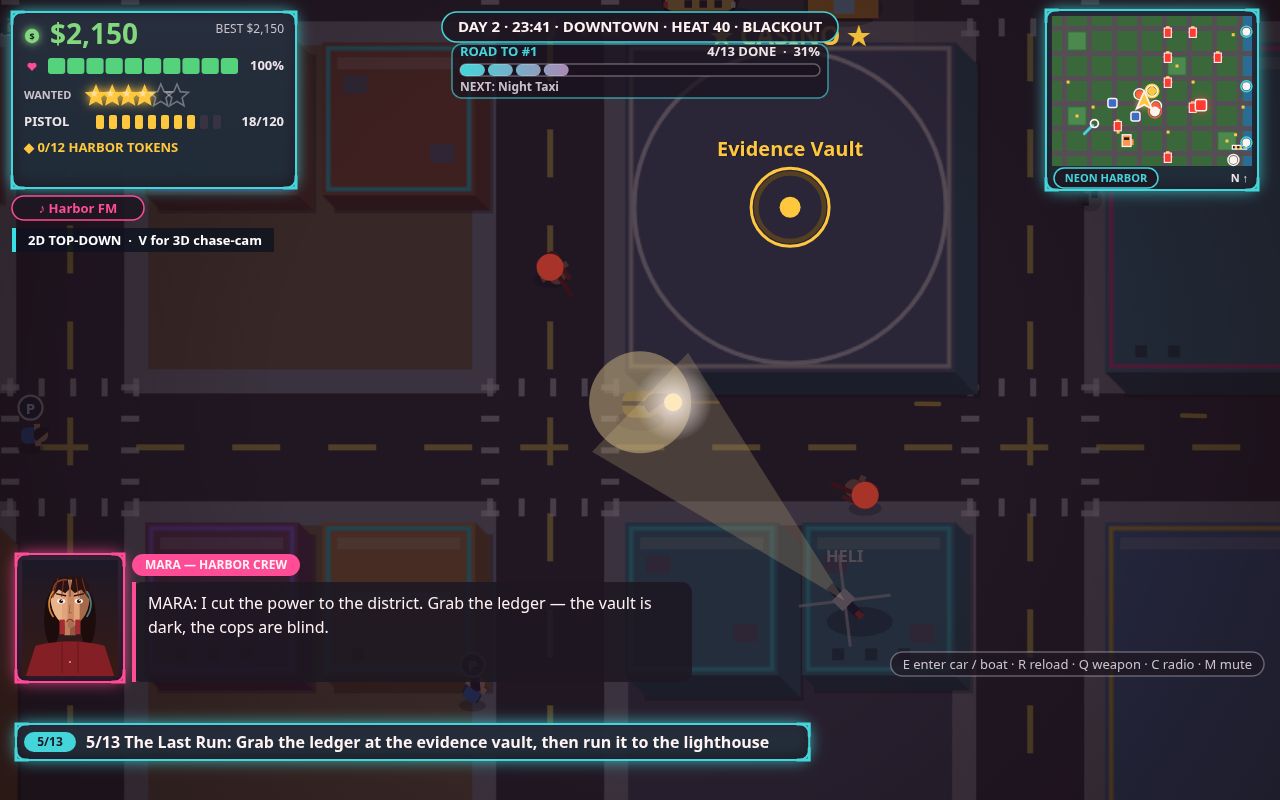 $ $2,150 BEST $2,150
100%
WANTED
PISTOL 18/120
◆ 0/12 HARBOR TOKENS
♪ Harbor FM
2D TOP-DOWN · V for 3D chase-cam
DAY 2 · 23:41 · DOWNTOWN · HEAT 40 · BLACKOUT
CASINO
ROAD TO #1 4/13 DONE · 31%
NEXT: Night Taxi
NEON HARBOR N ↑
Evidence Vault
P
HELI
MARA — HARBOR CREW
MARA: I cut the power to the district. Grab the ledger — the vault is
dark, the cops are blind.
P
E enter car / boat · R reload · Q weapon · C radio · M mute
5/13 5/13 The Last Run: Grab the ledger at the evidence vault, then run it to the lighthouse